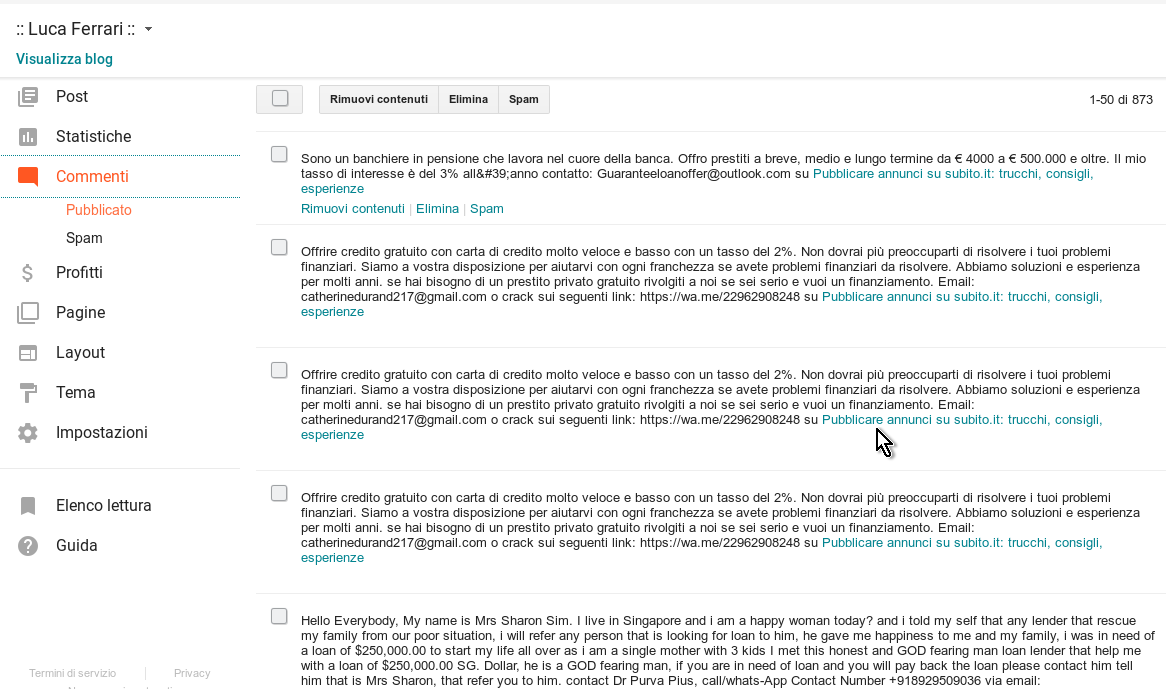 :: Luca Ferrari ::
Visualizza blog
Post
Statistiche
Commenti
Pubblicato
Spam
Profitti
Pagine
Layout
Tema
Impostazioni
Elenco lettura
Guida
Termini di servizio | Privacy
Rimuovi contenuti Elimina Spam
1-50 di 873
Sono un banchiere in pensione che lavora nel cuore della banca. Offro prestiti a breve, medio e lungo termine da € 4000 a € 500.000 e oltre. Il mio
tasso di interesse è del 3% all&#39;anno contatto: Guaranteeloanoffer@outlook.com su Pubblicare annunci su subito.it: trucchi, consigli,
esperienze
Rimuovi contenuti | Elimina | Spam
Offrire credito gratuito con carta di credito molto veloce e basso con un tasso del 2%. Non dovrai più preoccuparti di risolvere i tuoi problemi
finanziari. Siamo a vostra disposizione per aiutarvi con ogni franchezza se avete problemi finanziari da risolvere. Abbiamo soluzioni e esperienza
per molti anni. se hai bisogno di un prestito privato gratuito rivolgiti a noi se sei serio e vuoi un finanziamento. Email:
catherinedurand217@gmail.com o crack sui seguenti link: https://wa.me/22962908248 su Pubblicare annunci su subito.it: trucchi, consigli,
esperienze
Offrire credito gratuito con carta di credito molto veloce e basso con un tasso del 2%. Non dovrai più preoccuparti di risolvere i tuoi problemi
finanziari. Siamo a vostra disposizione per aiutarvi con ogni franchezza se avete problemi finanziari da risolvere. Abbiamo soluzioni e esperienza
per molti anni. se hai bisogno di un prestito privato gratuito rivolgiti a noi se sei serio e vuoi un finanziamento. Email:
catherinedurand217@gmail.com o crack sui seguenti link: https://wa.me/22962908248 su Pubblicare annunci su subito.it: trucchi, consigli,
esperienze
Offrire credito gratuito con carta di credito molto veloce e basso con un tasso del 2%. Non dovrai più preoccuparti di risolvere i tuoi problemi
finanziari. Siamo a vostra disposizione per aiutarvi con ogni franchezza se avete problemi finanziari da risolvere. Abbiamo soluzioni e esperienza
per molti anni. se hai bisogno di un prestito privato gratuito rivolgiti a noi se sei serio e vuoi un finanziamento. Email:
catherinedurand217@gmail.com o crack sui seguenti link: https://wa.me/22962908248 su Pubblicare annunci su subito.it: trucchi, consigli,
esperienze
Hello Everybody, My name is Mrs Sharon Sim. I live in Singapore and i am a happy woman today? and i told my self that any lender that rescue
my family from our poor situation, i will refer any person that is looking for loan to him, he gave me happiness to me and my family, i was in need of
a loan of $250,000.00 to start my life all over as i am a single mother with 3 kids I met this honest and GOD fearing man loan lender that help me
with a loan of $250,000.00 SG. Dollar, he is a GOD fearing man, if you are in need of loan and you will pay back the loan please contact him tell
him that is Mrs Sharon, that refer you to him. contact Dr Purva Pius, call/whats-App Contact Number +918929509036 via email: